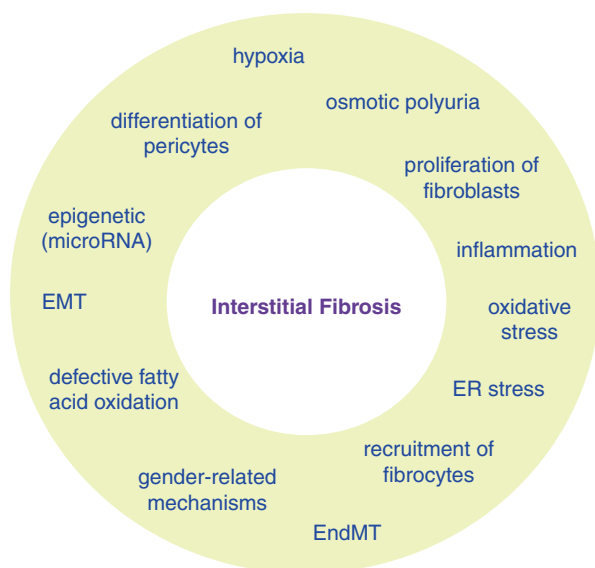 hypoxia
osmotic polyuria
differentiation of
pericytes
proliferation of
fibroblasts
epigenetic
(microRNA)
inflammation
EMT
Interstitial Fibrosis
oxidative
stress
defective fatty
acid oxidation
ER stress
recruitment of
fibrocytes
gender-related
mechanisms
EndMT